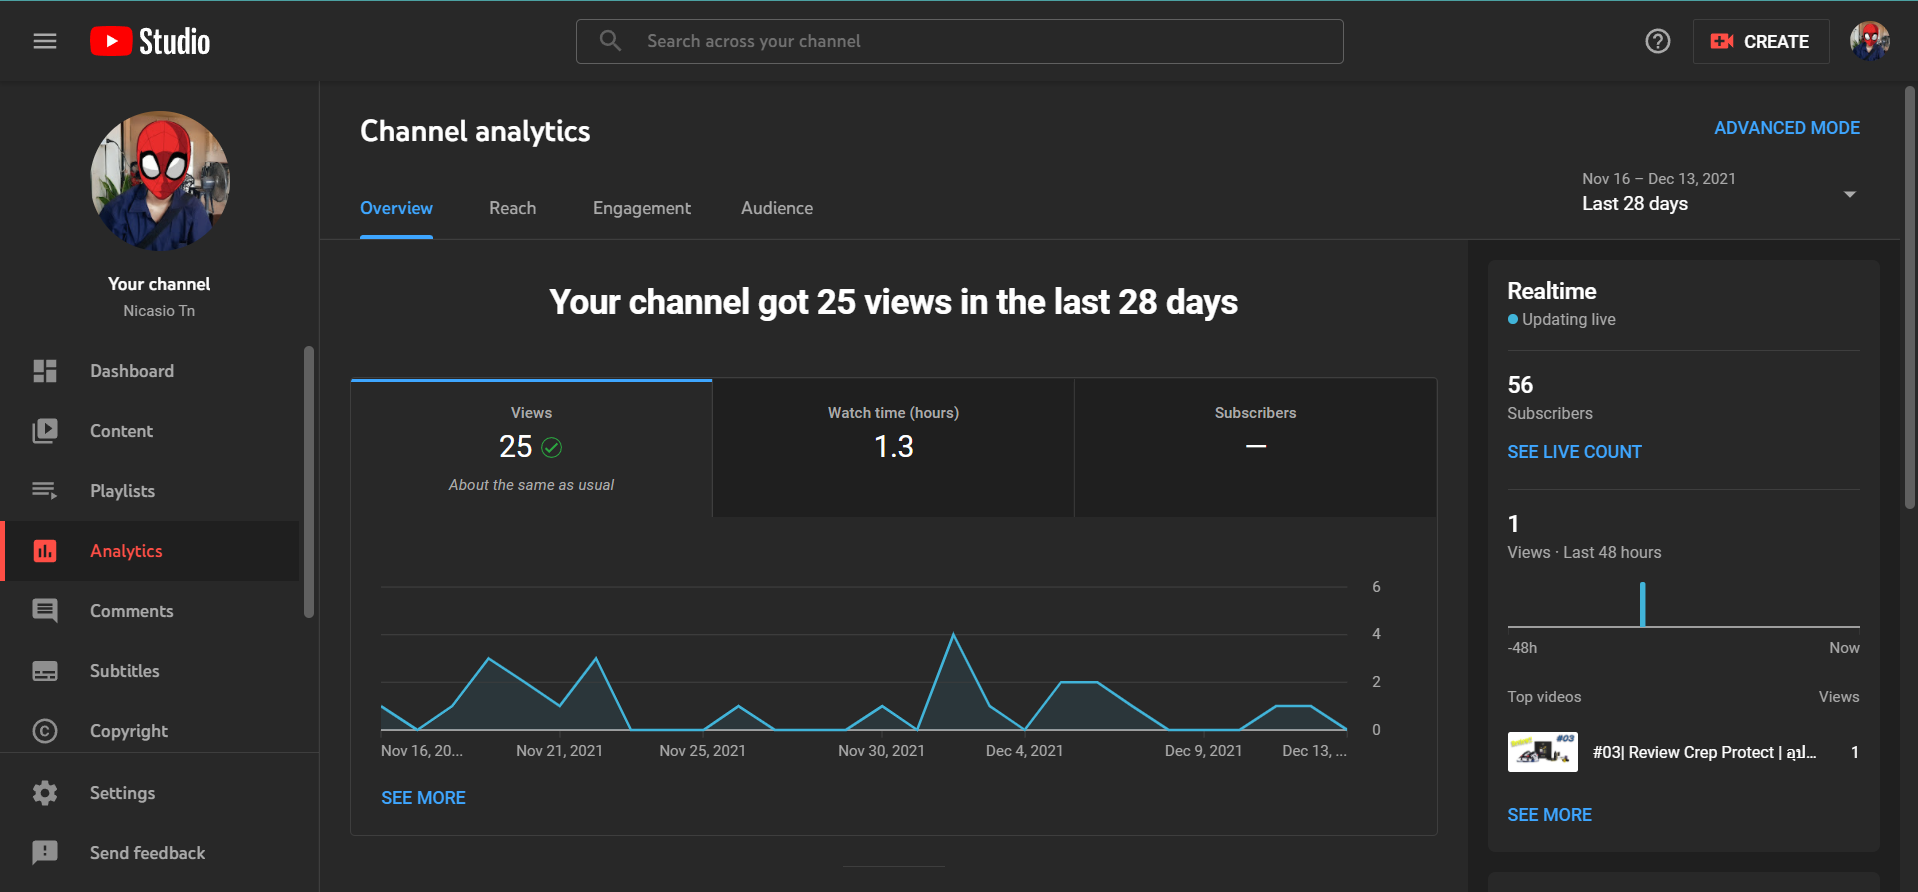 Studio
Search across your channel
CREATE
Your channel
Nicasio Tn
Dashboard
Content
Playlists
Analytics
Comments
Subtitles
Copyright
Settings
Send feedback
Channel analytics
ADVANCED MODE
Overview
Reach
Engagement
Audience
Nov 16 – Dec 13, 2021
Last 28 days
Your channel got 25 views in the last 28 days
Views
25
About the same as usual
Watch time (hours)
1.3
Subscribers
—
6
4
2
0
Nov 16, 20...
Nov 21, 2021
Nov 25, 2021
Nov 30, 2021
Dec 4, 2021
Dec 9, 2021
Dec 13, ...
SEE MORE
Realtime
Updating live
56
Subscribers
SEE LIVE COUNT
1
Views · Last 48 hours
-48h
Now
Top videos
Views
#03
#03| Review Crep Protect | อุป...
1
SEE MORE